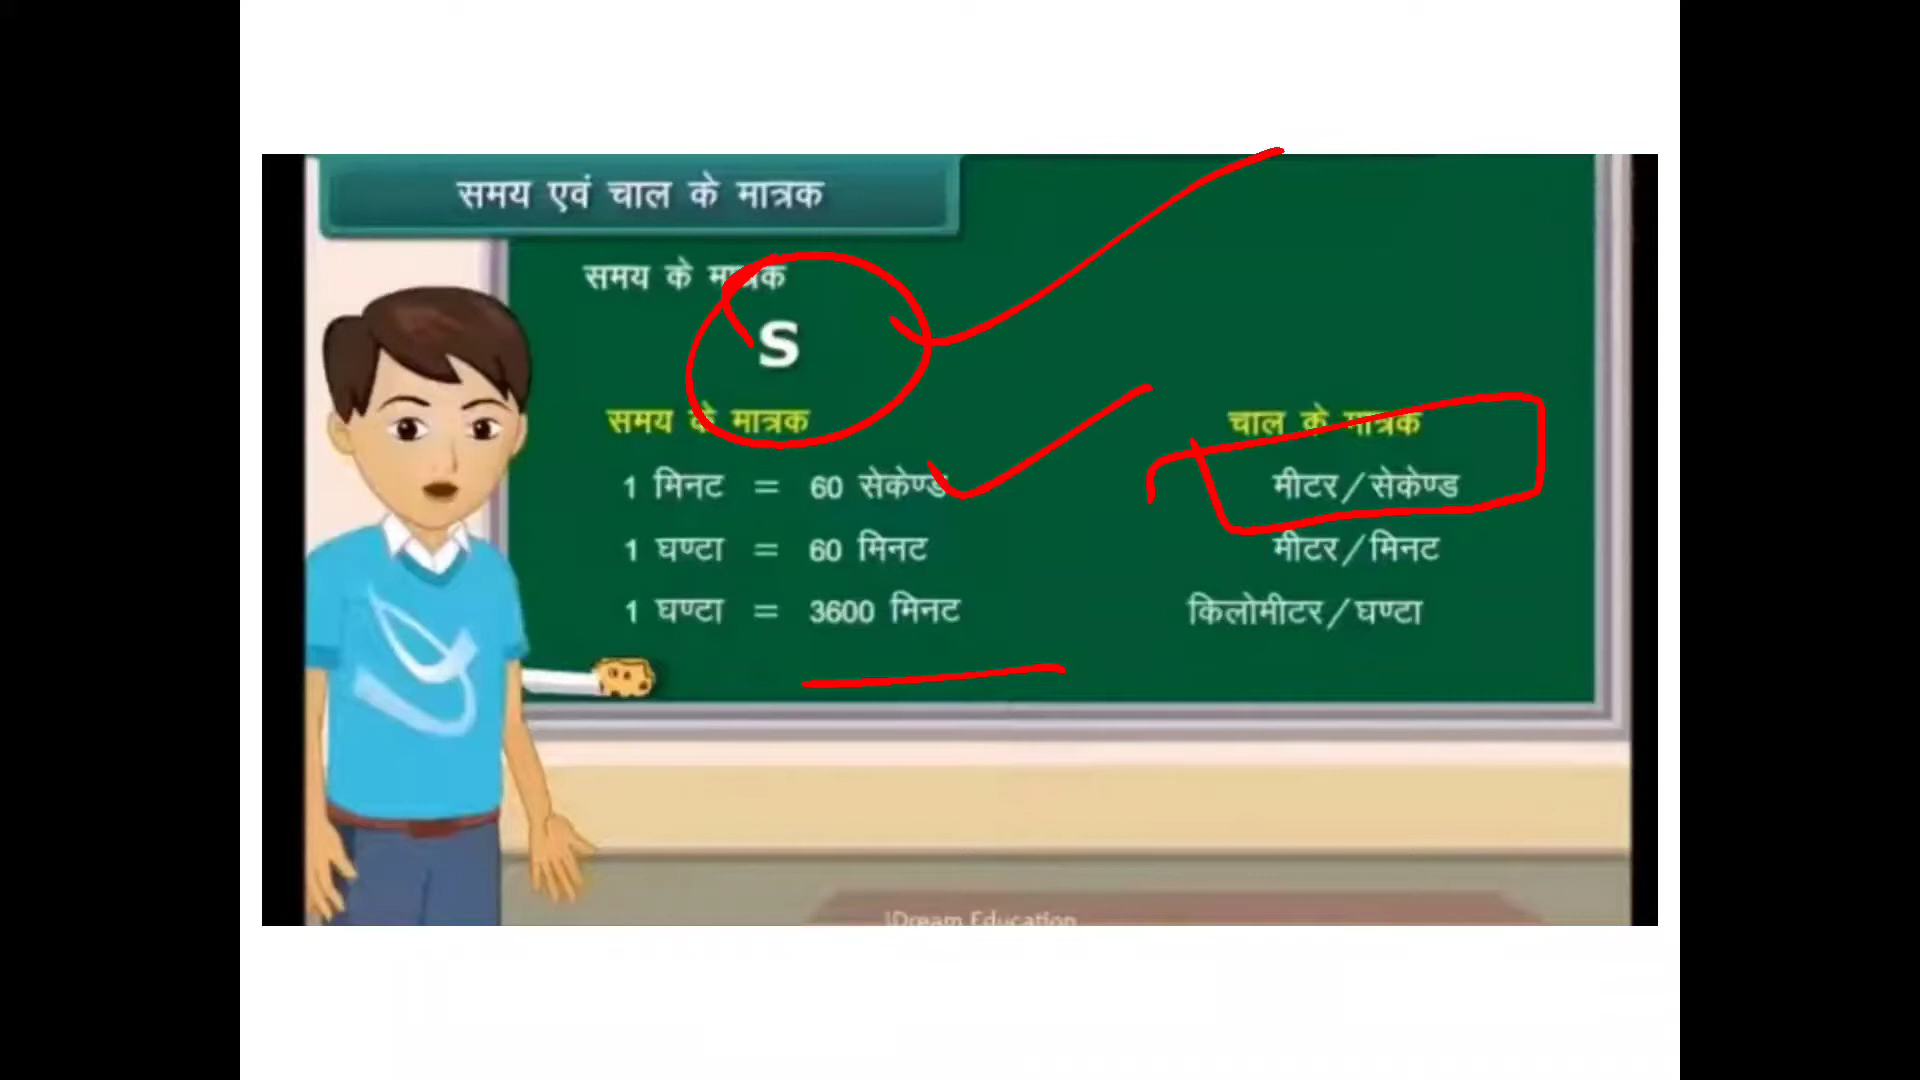 समय एवं चाल के मात्रक
समय के मात्रक
S
समय के मात्रक
1 मिनट = 60 सेकेण्ड
1 घण्टा = 60 मिनट
1 घण्टा = 3600 मिनट
चाल के मात्रक
मीटर/सेकेण्ड
मीटर/मिनट
किलोमीटर/घण्टा
iDream Education